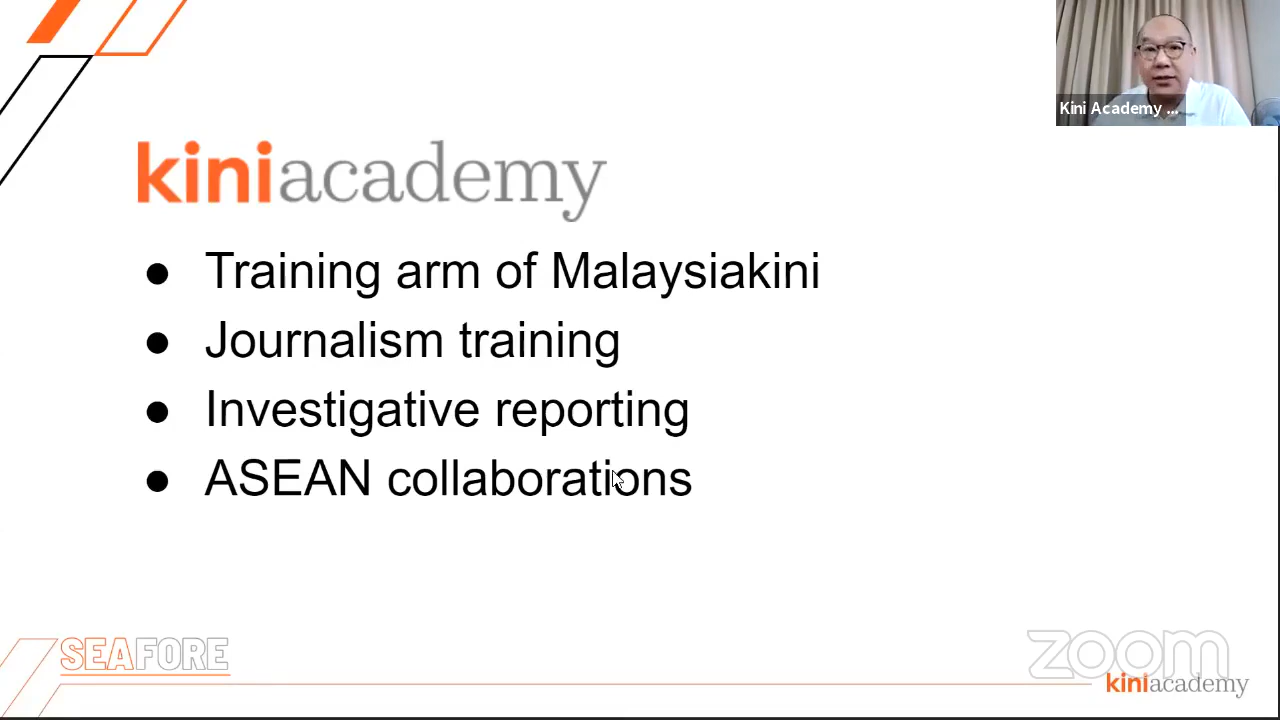 Kini Academy ...
kiniacademy
● Training arm of Malaysiakini
● Journalism training
● Investigative reporting
● ASEAN collaborations
SEAFORE
zoom
kiniacademy